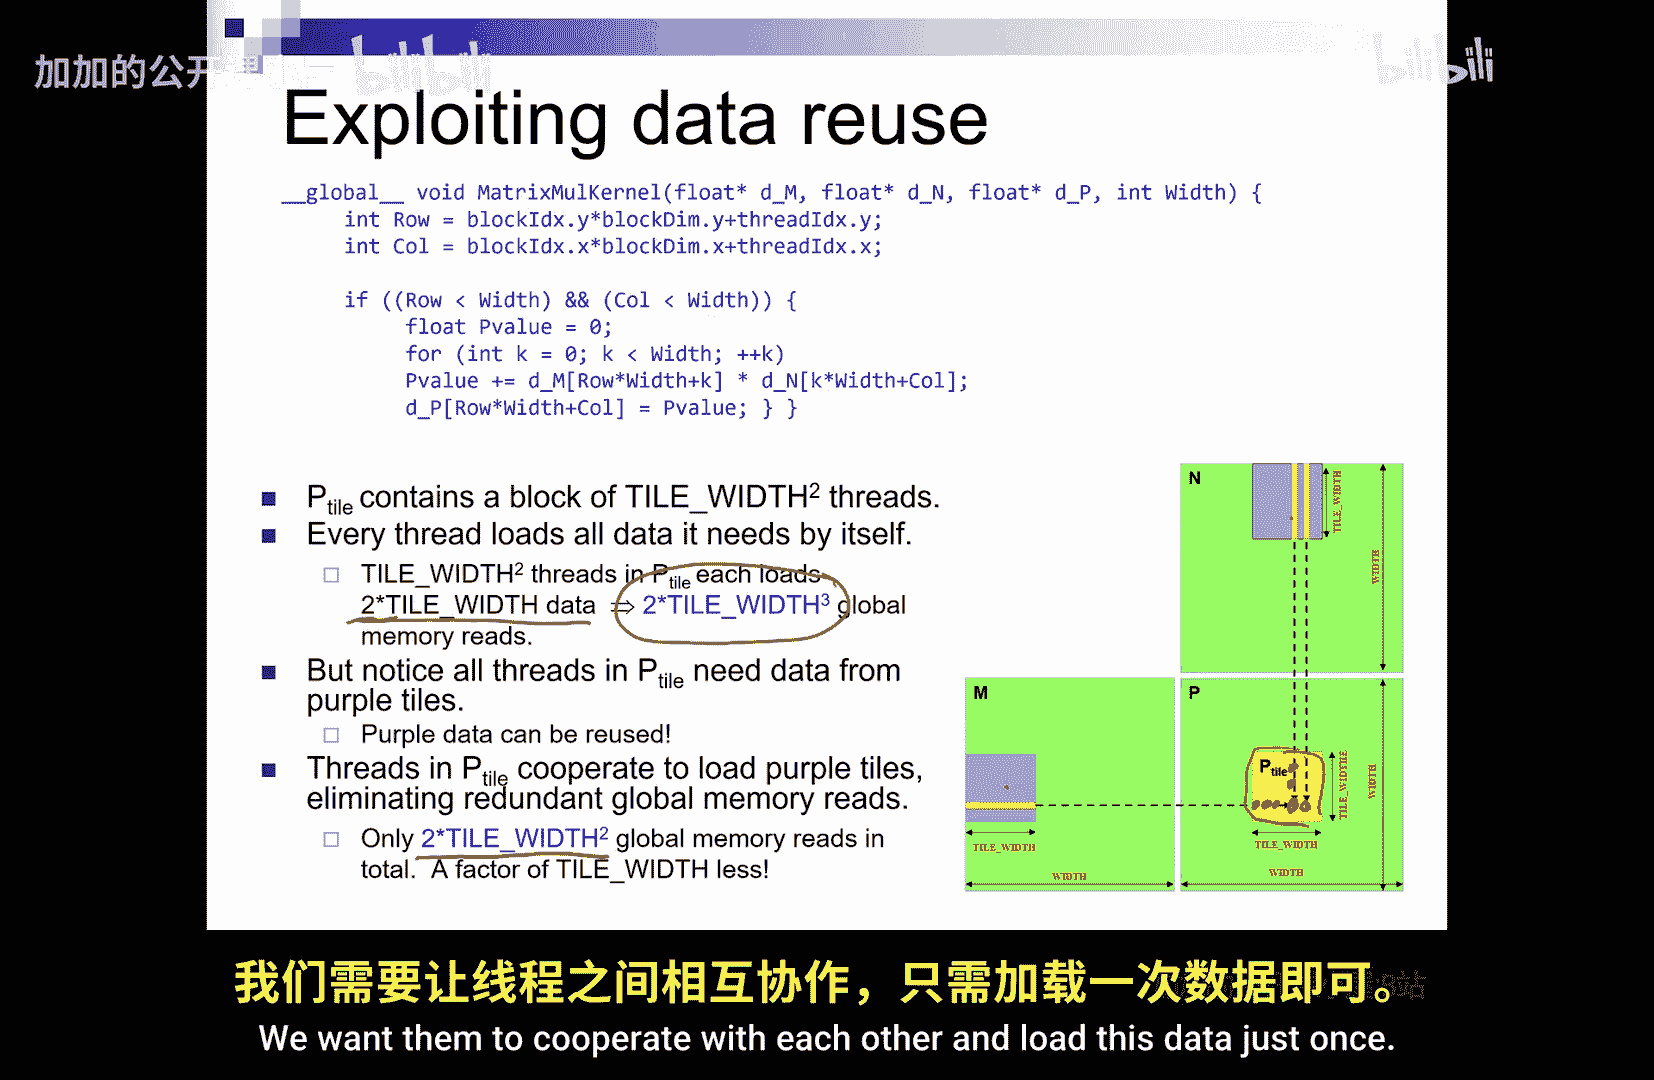 加加的公开
bilibili
bilibili
Exploiting data reuse
__global__ void MatrixMulKernel(float* d_M, float* d_N, float* d_P, int Width) {
int Row = blockIdx.y*blockDim.y+threadIdx.y;
int Col = blockIdx.x*blockDim.x+threadIdx.x;
if ((Row < Width) && (Col < Width)) {
float Pvalue = 0;
for (int k = 0; k < Width; ++k)
Pvalue += d_M[Row*Width+k] * d_N[k*Width+Col];
d_P[Row*Width+Col] = Pvalue; } }
■ Ptile contains a block of TILE_WIDTH² threads.
■ Every thread loads all data it needs by itself.
□ TILE_WIDTH² threads in Ptile each loads
2*TILE_WIDTH data ⇒ 2*TILE_WIDTH³ global
memory reads.
■ But notice all threads in Ptile need data from
purple tiles.
□ Purple data can be reused!
■ Threads in Ptile cooperate to load purple tiles,
eliminating redundant global memory reads.
□ Only 2*TILE_WIDTH² global memory reads in
total. A factor of TILE_WIDTH less!
N
TILE_WIDTH
WIDTH
M
TILE_WIDTH
WIDTH
P
Ptile
TILE_WIDTHE
WIDTH
TILE_WIDTH
WIDTH
我们需要让线程之间相互协作，只需加载一次数据即可。
We want them to cooperate with each other and load this data just once.